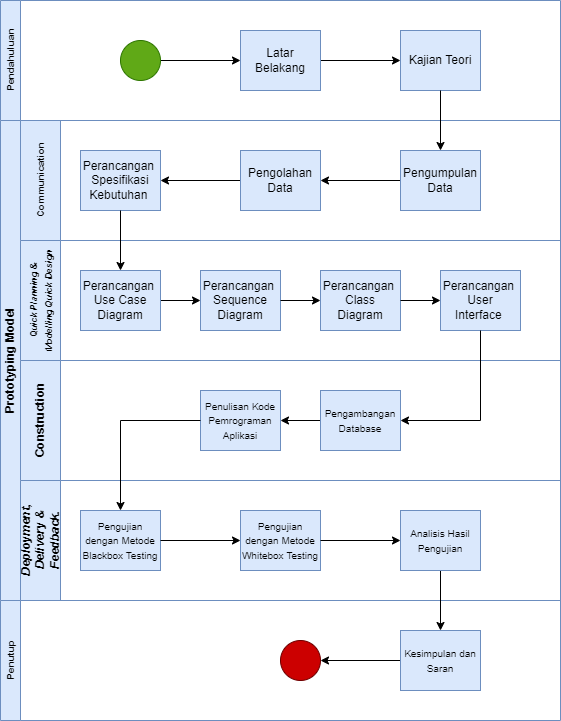 Pendahuluan
Latar
Belakang
Kajian Teori
Prototyping Model
Communication
Perancangan
Spesifikasi
Kebutuhan
Pengolahan
Data
Pengumpulan
Data
Quick Planning &
Modelling Quick Design
Perancangan
Use Case
Diagram
Perancangan
Sequence
Diagram
Perancangan
Class
Diagram
Perancangan
User
Interface
Construction
Penulisan Kode
Pemrograman
Aplikasi
Pengambangan
Database
Deployment,
Delivery &
Feedback.
Pengujian
dengan Metode
Blackbox Testing
Pengujian
dengan Metode
Whitebox Testing
Analisis Hasil
Pengujian
Penutup
Kesimpulan dan
Saran